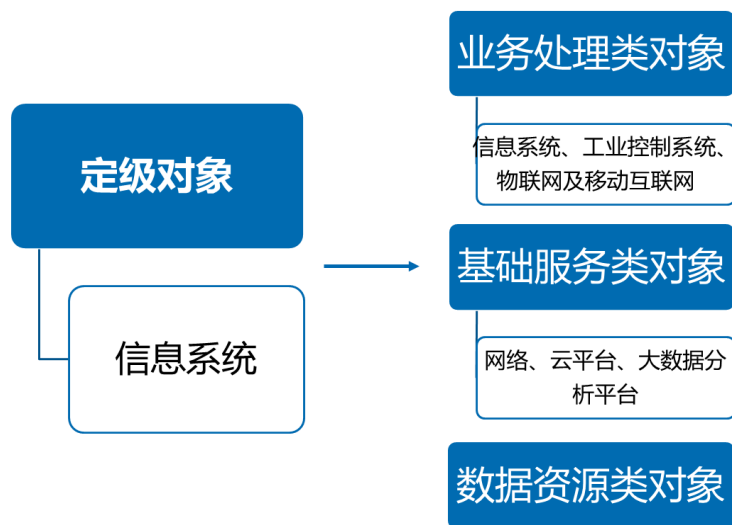 定级对象
信息系统
业务处理类对象
信息系统、工业控制系统、
物联网及移动互联网
基础服务类对象
网络、云平台、大数据分
析平台
数据资源类对象